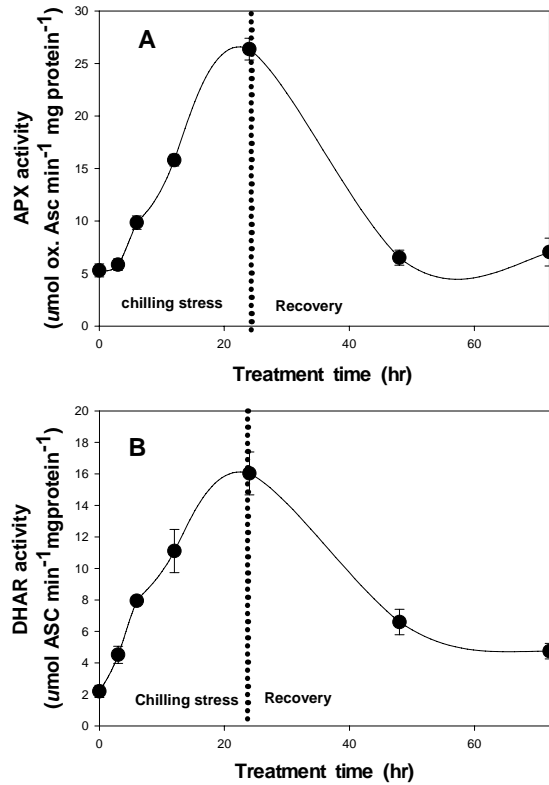 A
APX activity
(umol ox. Asc min-1 mg protein-1)
30
25
20
15
10
5
0
chilling stress
Recovery
0
20
40
60
Treatment time (hr)
B
DHAR activity
(umol ASC min-1mgprotein-1)
20
18
16
14
12
10
8
6
4
2
0
Chilling stress
Recovery
0
20
40
60
Treatment time (hr)